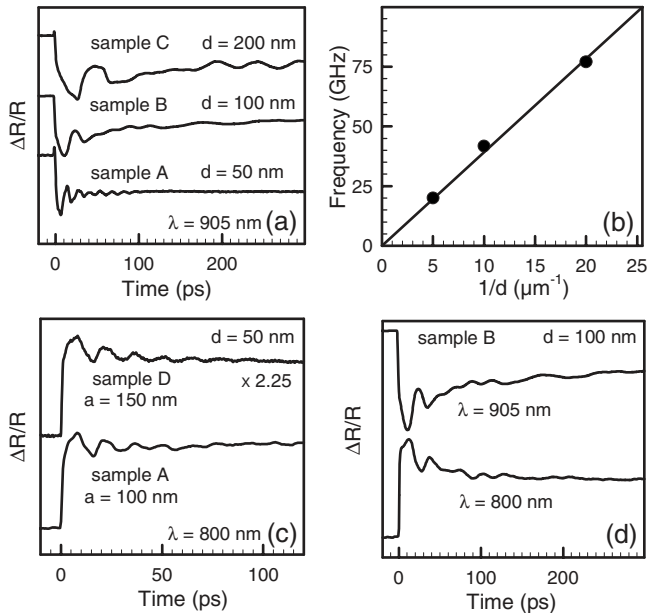 sample C
d = 200 nm
sample B
d = 100 nm
sample A
d = 50 nm
λ = 905 nm
(a)
ΔR/R
0
200
Time (ps)
75
50
25
0
Frequency (GHz)
(b)
0
5
10
15
20
25
1/d (μm⁻¹)
d = 50 nm
sample D
x 2.25
a = 150 nm
sample A
a = 100 nm
λ = 800 nm
(c)
ΔR/R
0
50
100
Time (ps)
sample B
d = 100 nm
λ = 905 nm
λ = 800 nm
(d)
ΔR/R
0
100
200
Time (ps)